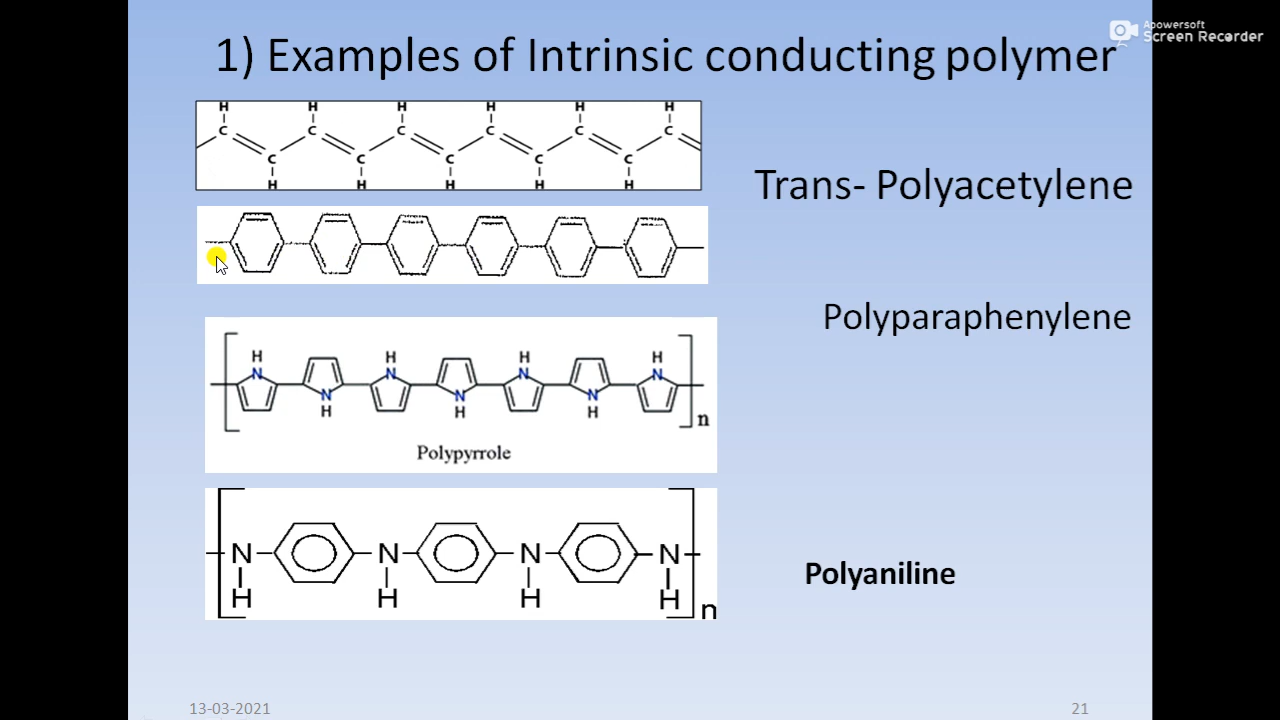 1) Examples of Intrinsic conducting polymer
Apowersoft
Screen Recorder
H H H H H H
C C C C C C
C C C C C
H H H H H
Trans- Polyacetylene
Polyparaphenylene
H H H H
N N N N
N N N
H H H
n
Polypyrrole
N N N N
H H H H
n
Polyaniline
13-03-2021
21